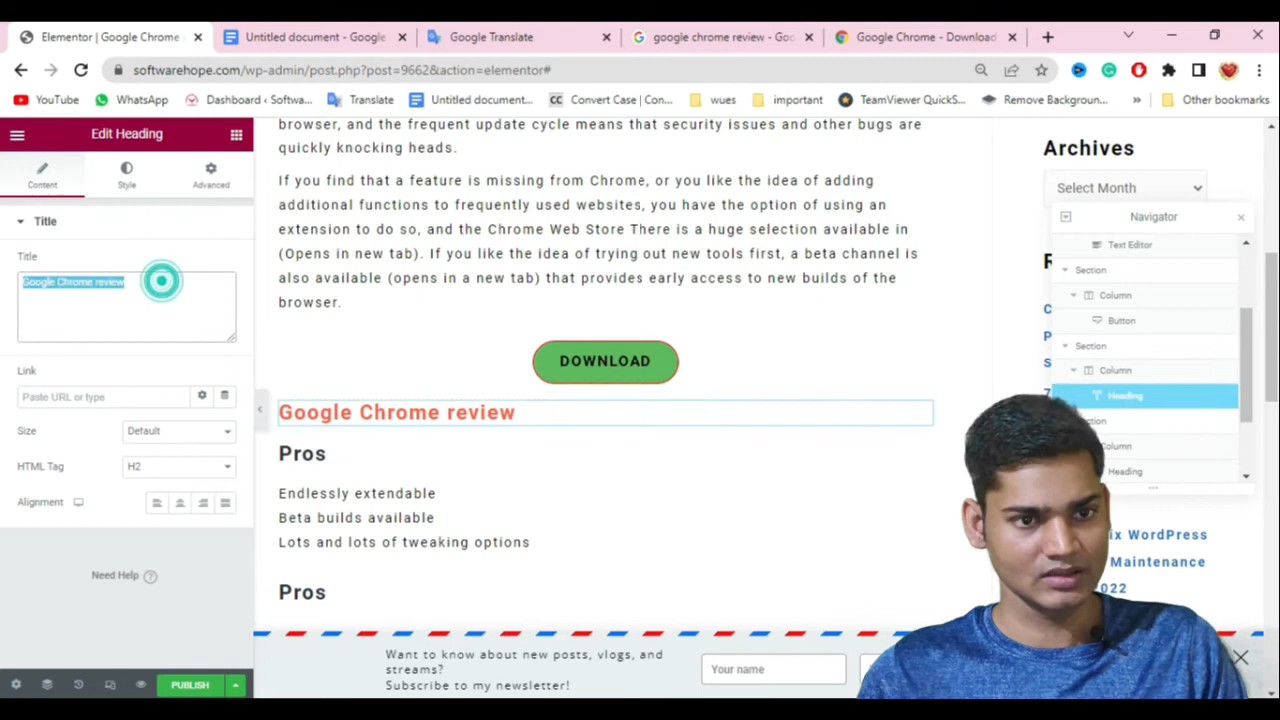 Elementor | Google Chrome
Untitled document - Google
Google Translate
google chrome review - Goo
Google Chrome - Download
softwarehope.com/wp-admin/post.php?post=9662&action=elementor#
YouTube
WhatsApp
Dashboard ‹ Softwa...
Translate
Untitled document...
CC Convert Case | Con...
wues
important
TeamViewer QuickS...
Remove Backgroun...
»
Other bookmarks
Edit Heading
Content
Style
Advanced
Title
Title
Google Chrome review
Link
Paste URL or type
Size
Default
HTML Tag
H2
Alignment
Need Help
PUBLISH
browser, and the frequent update cycle means that security issues and other bugs are
quickly knocking heads.
If you find that a feature is missing from Chrome, or you like the idea of adding
additional functions to frequently used websites, you have the option of using an
extension to do so, and the Chrome Web Store There is a huge selection available in
(Opens in new tab). If you like the idea of trying out new tools first, a beta channel is
also available (opens in a new tab) that provides early access to new builds of the
browser.
DOWNLOAD
Google Chrome review
Pros
Endlessly extendable
Beta builds available
Lots and lots of tweaking options
Pros
Want to know about new posts, vlogs, and
streams?
Subscribe to my newsletter!
Your name
Archives
Select Month
Navigator
Text Editor
Section
Column
Button
Section
Column
Heading
Column
Heading
WordPress
Maintenance
2022